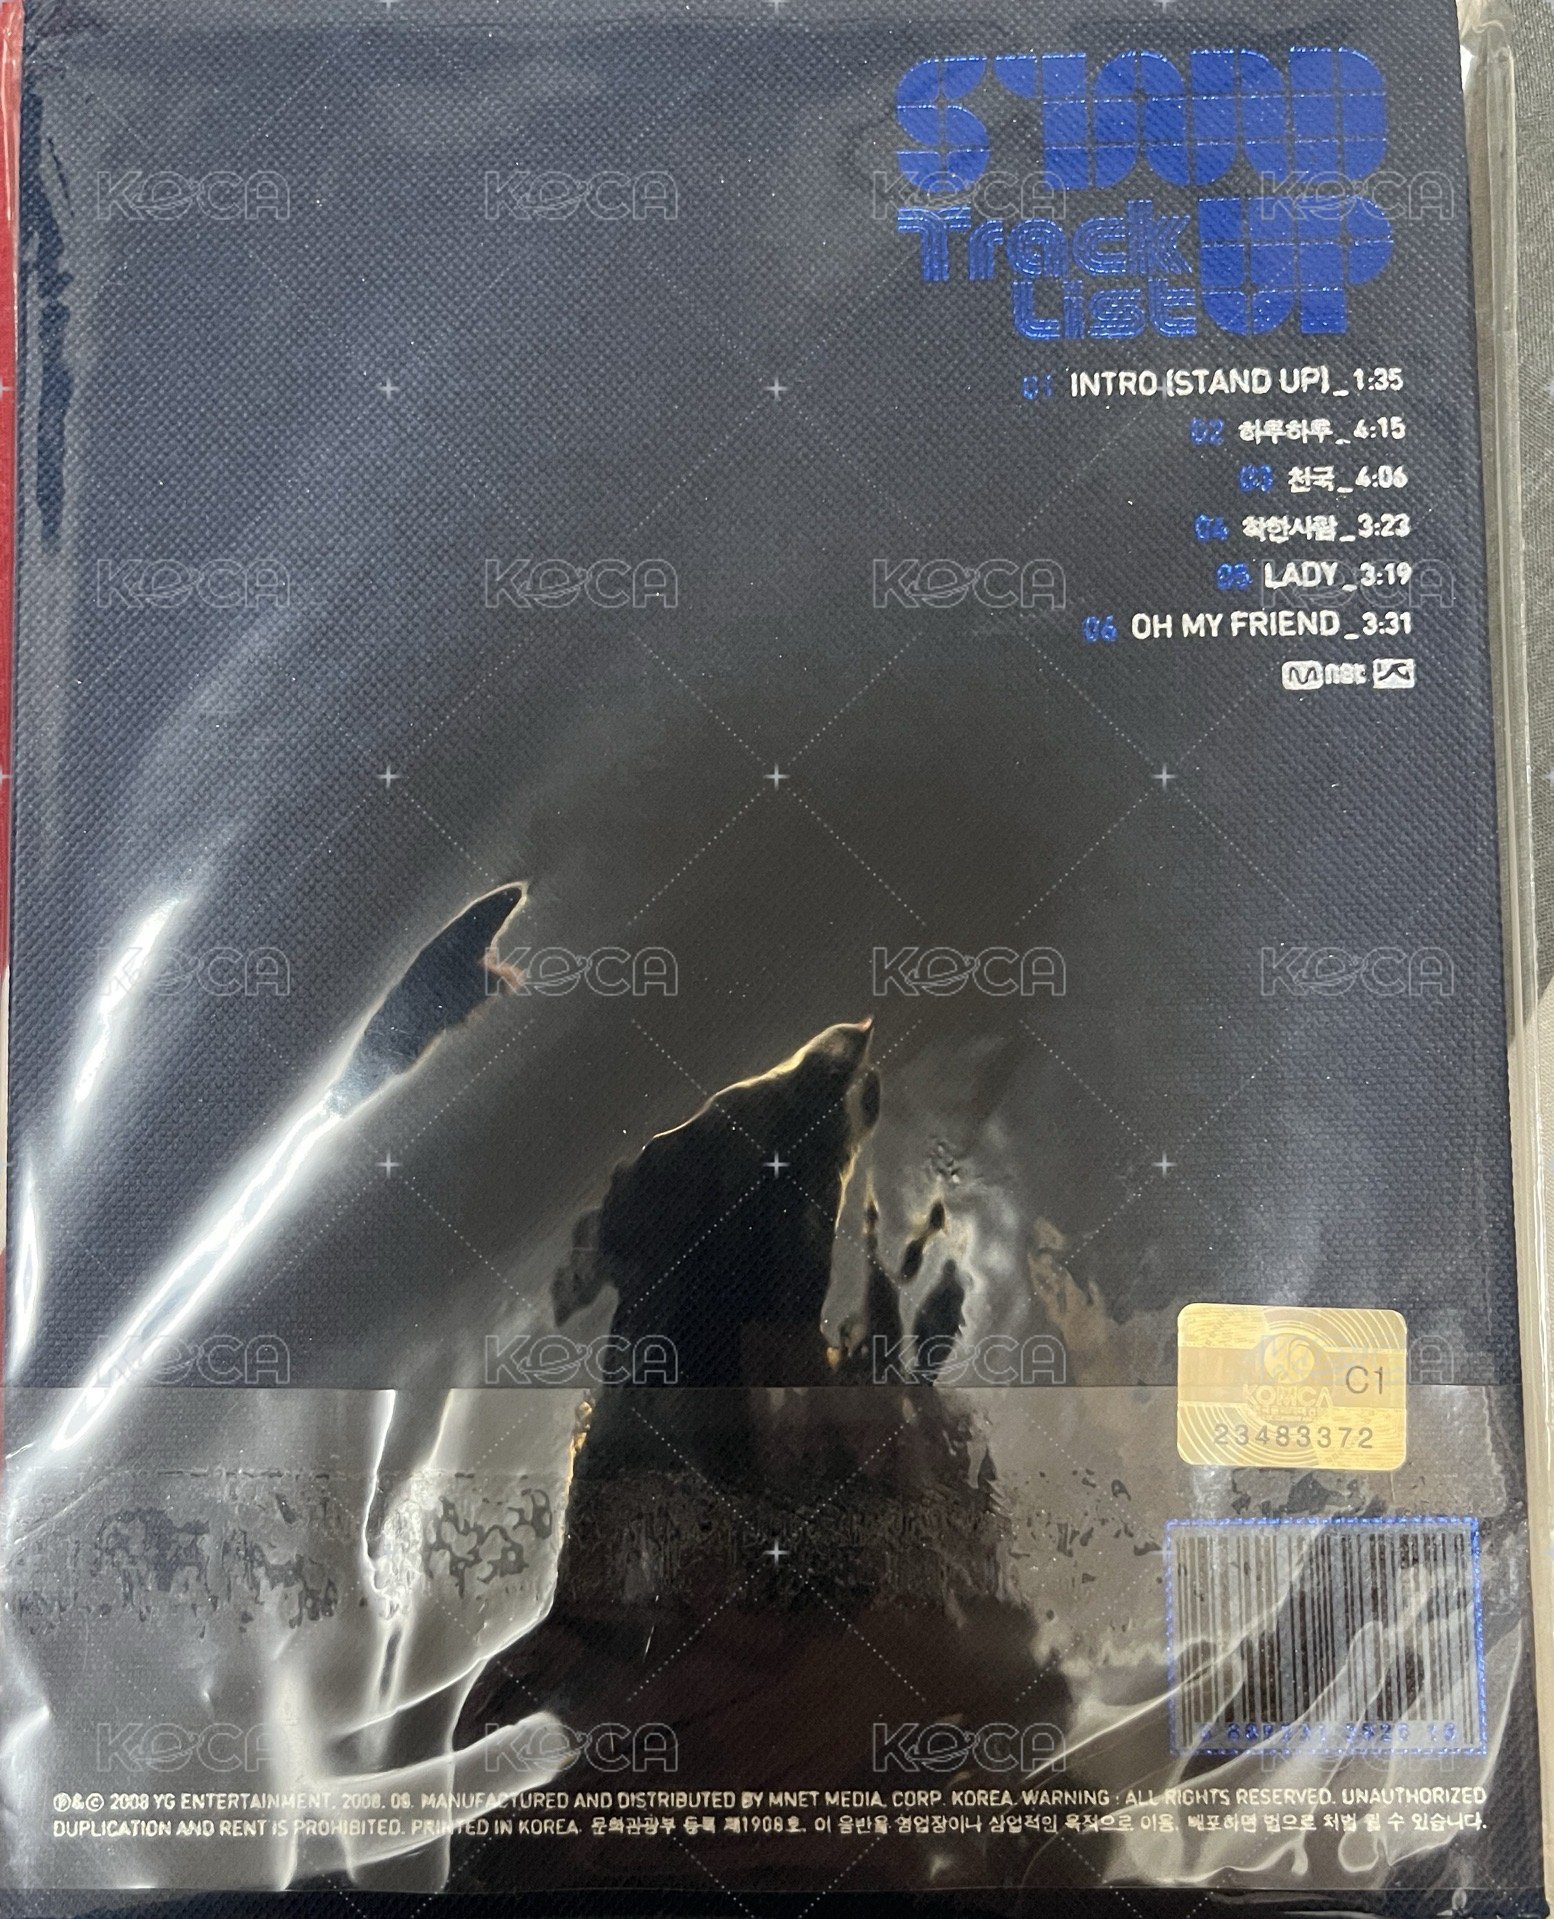 STAND UP
Track List
01 INTRO (STAND UP)_1:35
02 하루하루_4:15
03 천국_4:06
04 착한사람_3:23
05 LADY_3:19
06 OH MY FRIEND_3:31
Mnet YG
KOMCA C1
23483372
℗&© 2008 YG ENTERTAINMENT, 2008. 09. MANUFACTURED AND DISTRIBUTED BY MNET MEDIA. CORP. KOREA. WARNING : ALL RIGHTS RESERVED. UNAUTHORIZED
DUPLICATION AND RENT IS PROHIBITED. PRINTED IN KOREA. 문화관광부 등록 제1908호. 이 음반을 영업장이나 상업적인 목적으로 이용, 배포하면 법으로 처벌 될 수 있습니다.
KOCA